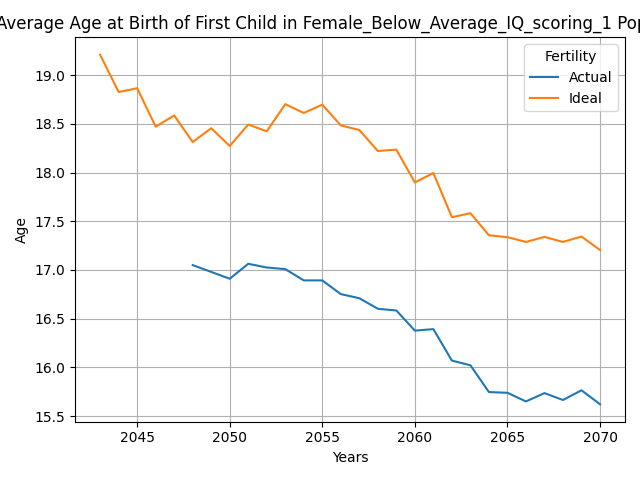 Average Age at Birth of First Child in Female_Below_Average_IQ_scoring_1 Pop
Fertility
Actual
Ideal
19.0
18.5
18.0
17.5
17.0
16.5
16.0
15.5
Age
2045
2050
2055
2060
2065
2070
Years